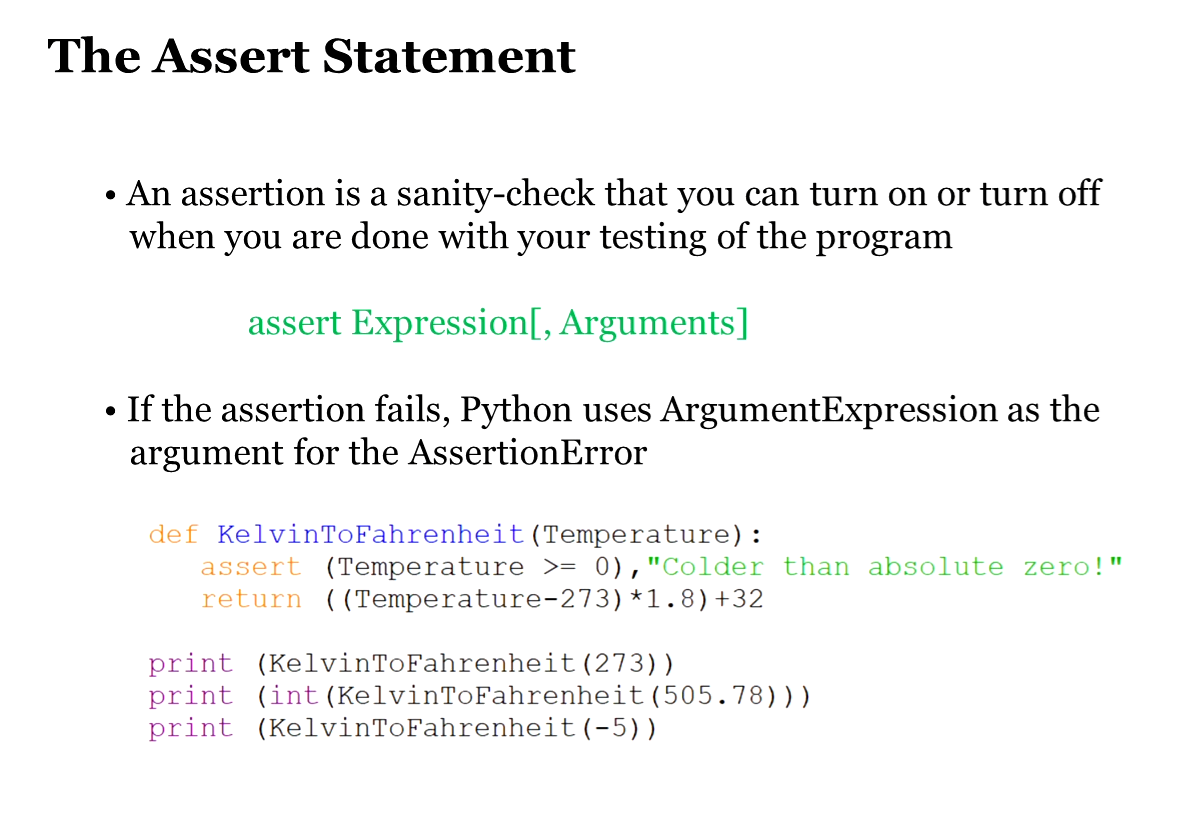 The Assert Statement
• An assertion is a sanity-check that you can turn on or turn off
when you are done with your testing of the program
assert Expression[, Arguments]
• If the assertion fails, Python uses ArgumentExpression as the
argument for the AssertionError
def KelvinToFahrenheit(Temperature):
   assert (Temperature >= 0),"Colder than absolute zero!"
   return ((Temperature-273)*1.8)+32
print (KelvinToFahrenheit(273))
print (int(KelvinToFahrenheit(505.78)))
print (KelvinToFahrenheit(-5))